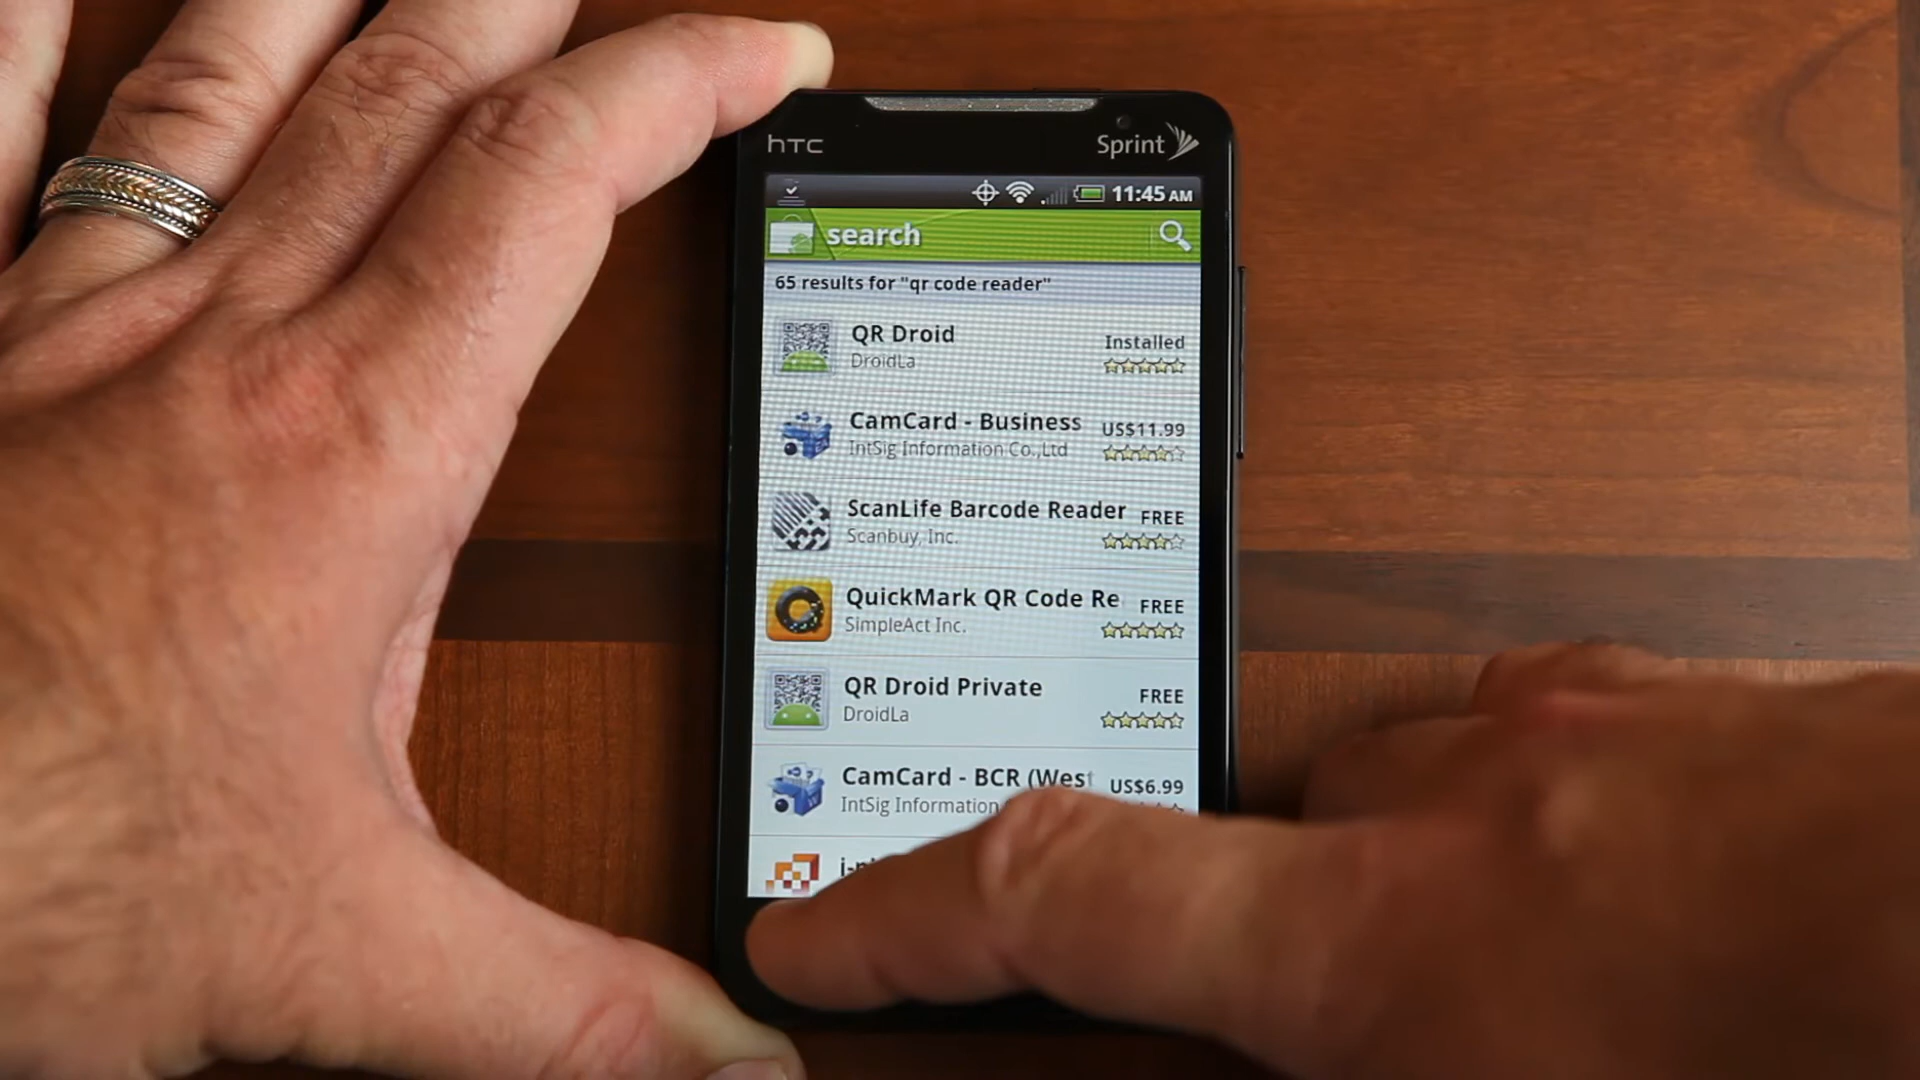 hTC
Sprint
11:45 AM
search
65 results for "qr code reader"
QR Droid
Installed
DroidLa
CamCard - Business
US$11.99
IntSig Information Co.,Ltd
ScanLife Barcode Reader
FREE
Scanbuy, Inc.
QuickMark QR Code Re
FREE
SimpleAct Inc.
QR Droid Private
FREE
DroidLa
CamCard - BCR (West
US$6.99
IntSig Information